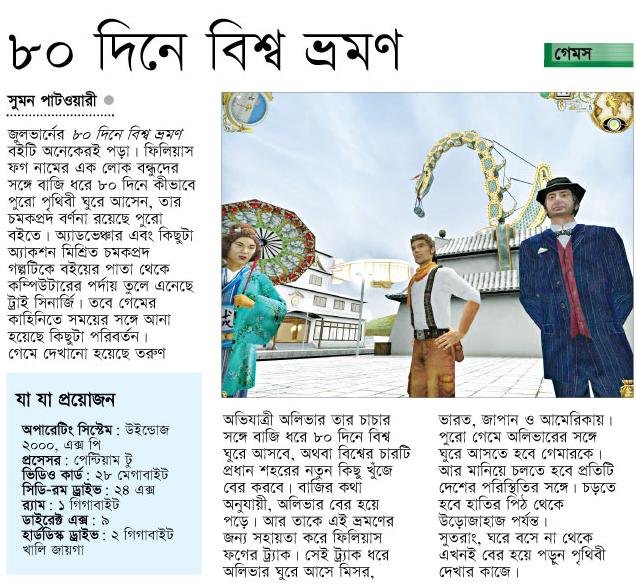 ৮০ দিনে বিশ্ব ভ্রমণ
গেমস
সুমন পাটওয়ারী
জুলভার্নের ৮০ দিনে বিশ্ব ভ্রমণ
বইটি অনেকেরই পড়া। ফিলিয়াস
ফগ নামের এক লোক বন্ধুদের
সঙ্গে বাজি ধরে ৮০ দিনে কীভাবে
পুরো পৃথিবী ঘুরে আসেন, তার
চমকপ্রদ বর্ণনা রয়েছে পুরো
বইতে। অ্যাডভেঞ্চার এবং কিছুটা
অ্যাকশন মিশ্রিত চমকপ্রদ
গল্পটিকে বইয়ের পাতা থেকে
কম্পিউটারের পর্দায় তুলে এনেছে
ট্রাই সিনার্জি। তবে গেমের
কাহিনিতে সময়ের সঙ্গে আনা
হয়েছে কিছুটা পরিবর্তন।
গেমে দেখানো হয়েছে তরুণ
যা যা প্রয়োজন
অপারেটিং সিস্টেম : উইন্ডোজ
২০০০, এক্স পি
প্রসেসর : পেন্টিয়াম টু
ভিডিও কার্ড : ২৮ মেগাবাইট
সিডি-রম ড্রাইভ : ২৪ এক্স
র‍্যাম : ১ গিগাবাইট
ডাইরেক্ট এক্স : ৯
হার্ডডিস্ক ড্রাইভ : ২ গিগাবাইট
খালি জায়গা
অভিযাত্রী অলিভার তার চাচার
সঙ্গে বাজি ধরে ৮০ দিনে বিশ্ব
ঘুরে আসবে, অথবা বিশ্বের চারটি
প্রধান শহরের নতুন কিছু খুঁজে
বের করবে। বাজির কথা
অনুযায়ী, অলিভার বের হয়ে
পড়ে। আর তাকে এই ভ্রমণের
জন্য সহায়তা করে ফিলিয়াস
ফগের ট্র্যাক। সেই ট্র্যাক ধরে
অলিভার ঘুরে আসে মিসর,
ভারত, জাপান ও আমেরিকায়।
পুরো গেমে অলিভারের সঙ্গে
ঘুরে আসতে হবে গেমারকে।
আর মানিয়ে চলতে হবে প্রতিটি
দেশের পরিস্থিতির সঙ্গে। চড়তে
হবে হাতির পিঠ থেকে
উড়োজাহাজ পর্যন্ত।
সুতরাং, ঘরে বসে না থেকে
এখনই বের হয়ে পড়ুন পৃথিবী
দেখার কাজে।